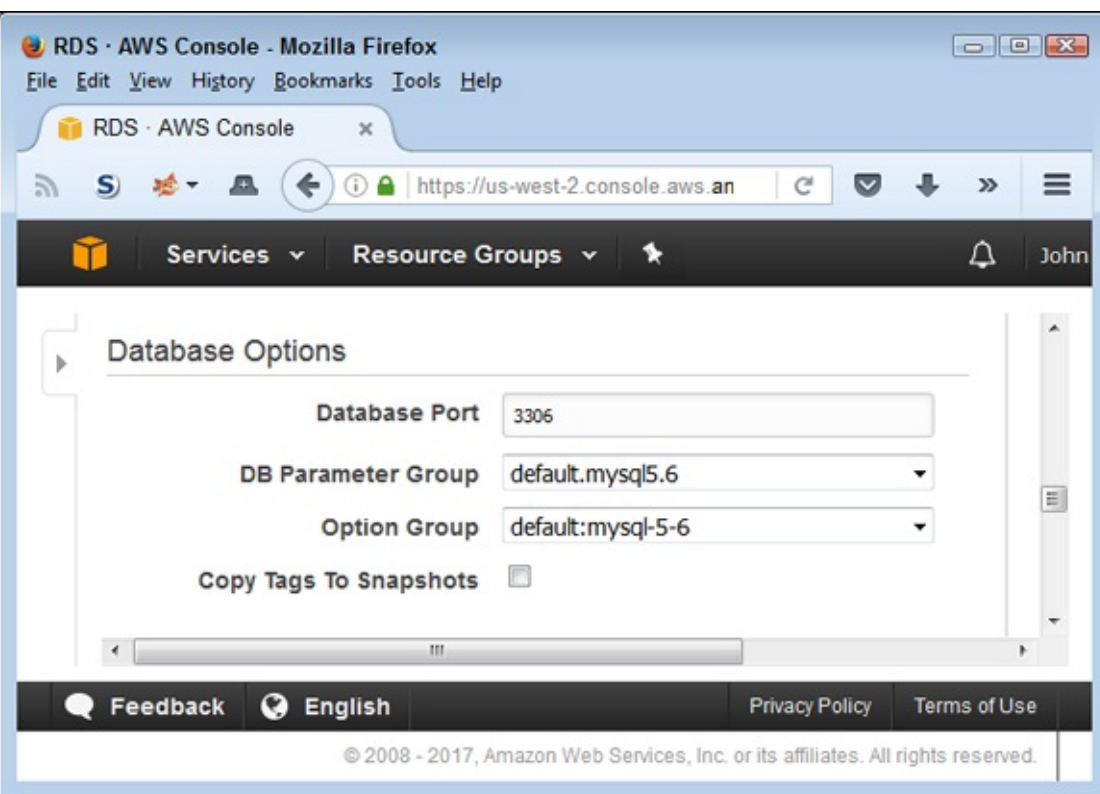 RDS · AWS Console - Mozilla Firefox
File Edit View History Bookmarks Tools Help
RDS · AWS Console
https://us-west-2.console.aws.an
Services Resource Groups John
Database Options
Database Port 3306
DB Parameter Group default.mysql5.6
Option Group default:mysql-5-6
Copy Tags To Snapshots
Feedback English Privacy Policy Terms of Use
© 2008 - 2017, Amazon Web Services, Inc. or its affiliates. All rights reserved.